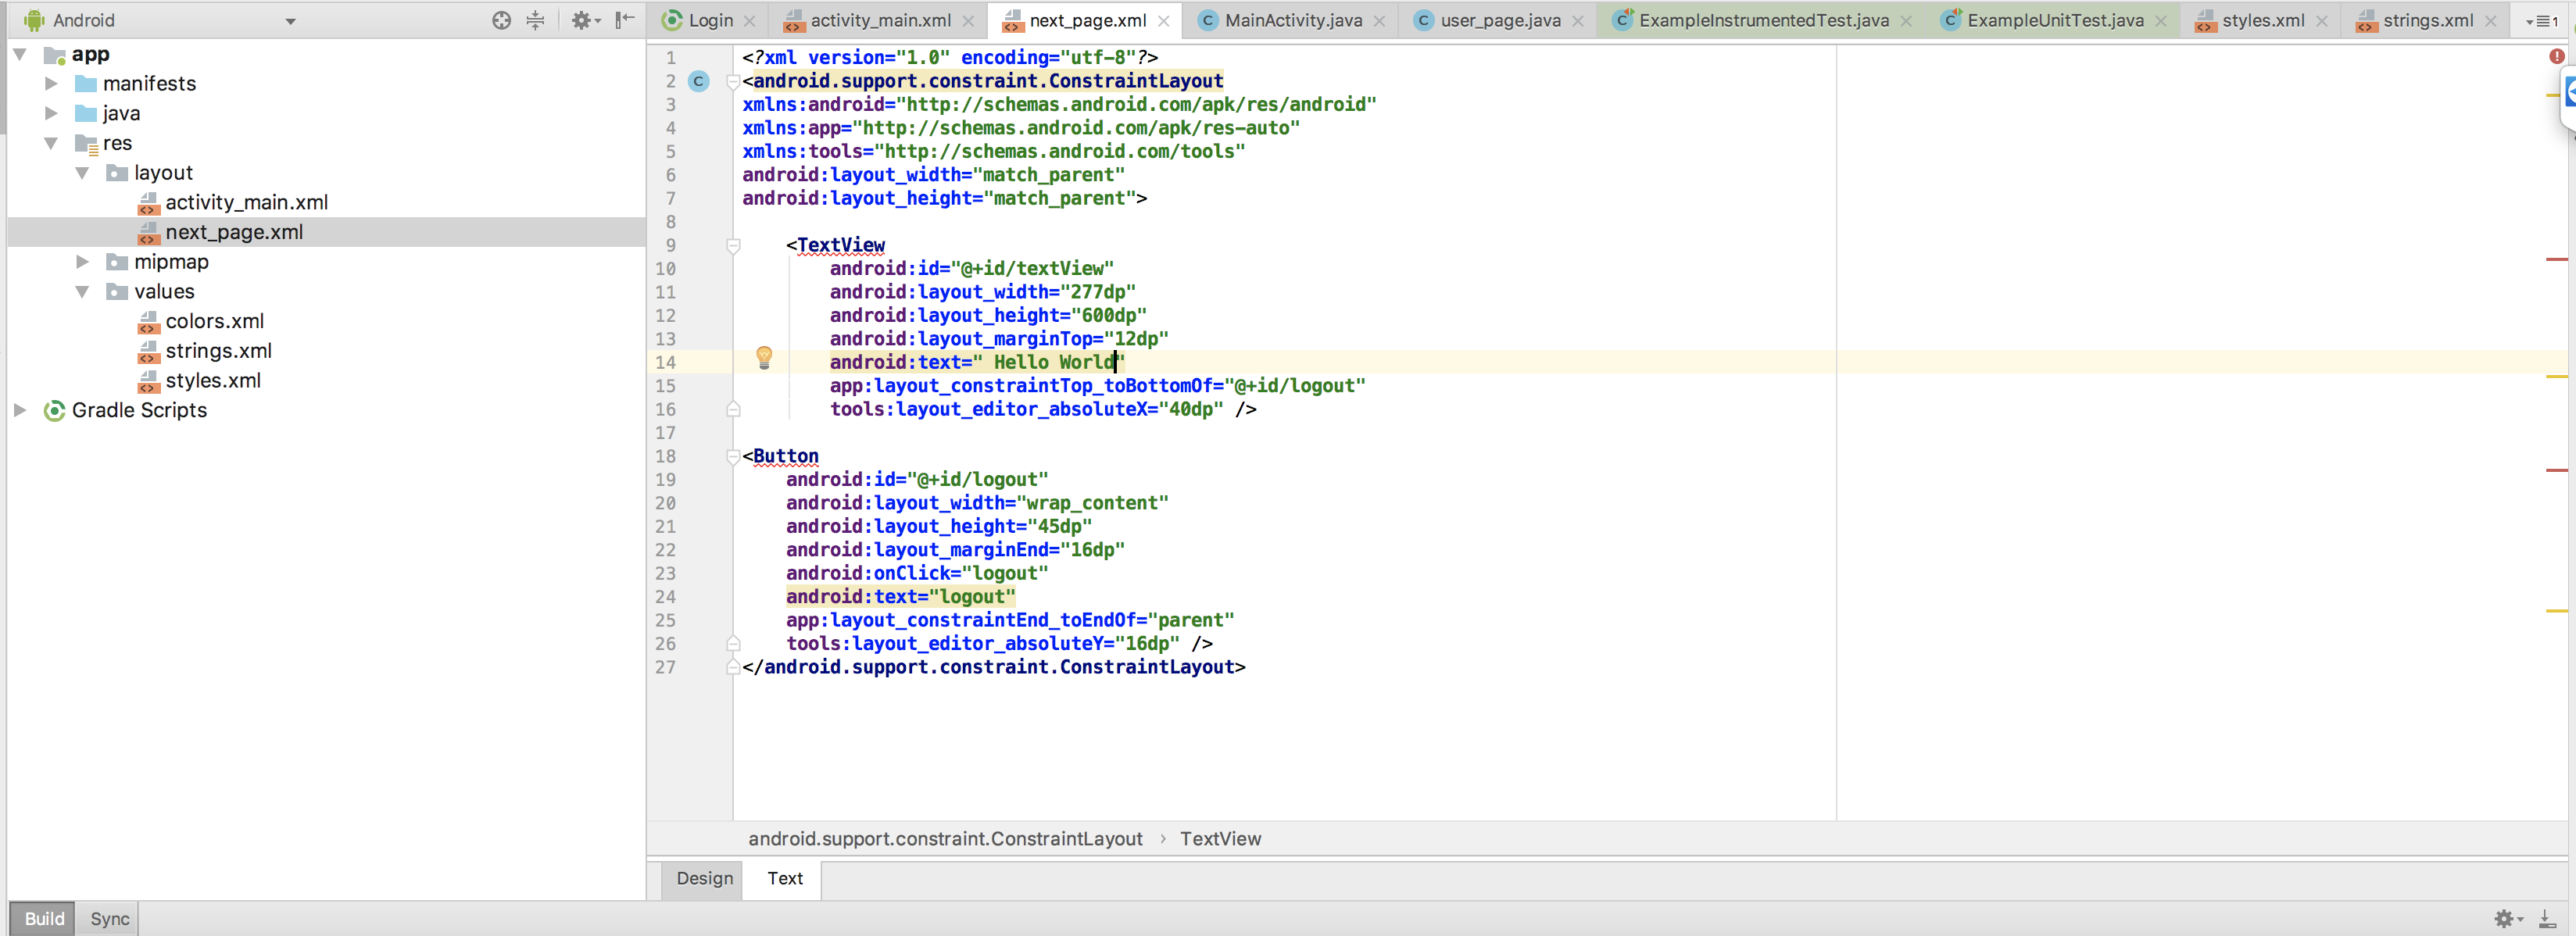 Android
Login
activity_main.xml
next_page.xml
MainActivity.java
user_page.java
ExampleInstrumentedTest.java
ExampleUnitTest.java
styles.xml
strings.xml
1
app
manifests
java
res
layout
activity_main.xml
next_page.xml
mipmap
values
colors.xml
strings.xml
styles.xml
Gradle Scripts
1 <?xml version="1.0" encoding="utf-8"?>
2 C <android.support.constraint.ConstraintLayout
3 xmlns:android="http://schemas.android.com/apk/res/android"
4 xmlns:app="http://schemas.android.com/apk/res-auto"
5 xmlns:tools="http://schemas.android.com/tools"
6 android:layout_width="match_parent"
7 android:layout_height="match_parent">
8
9 <TextView
10 android:id="@+id/textView"
11 android:layout_width="277dp"
12 android:layout_height="600dp"
13 android:layout_marginTop="12dp"
14 android:text=" Hello World"
15 app:layout_constraintTop_toBottomOf="@+id/logout"
16 tools:layout_editor_absoluteX="40dp" />
17
18 <Button
19 android:id="@+id/logout"
20 android:layout_width="wrap_content"
21 android:layout_height="45dp"
22 android:layout_marginEnd="16dp"
23 android:onClick="logout"
24 android:text="logout"
25 app:layout_constraintEnd_toEndOf="parent"
26 tools:layout_editor_absoluteY="16dp" />
27 </android.support.constraint.ConstraintLayout>
android.support.constraint.ConstraintLayout › TextView
Design Text
Build Sync